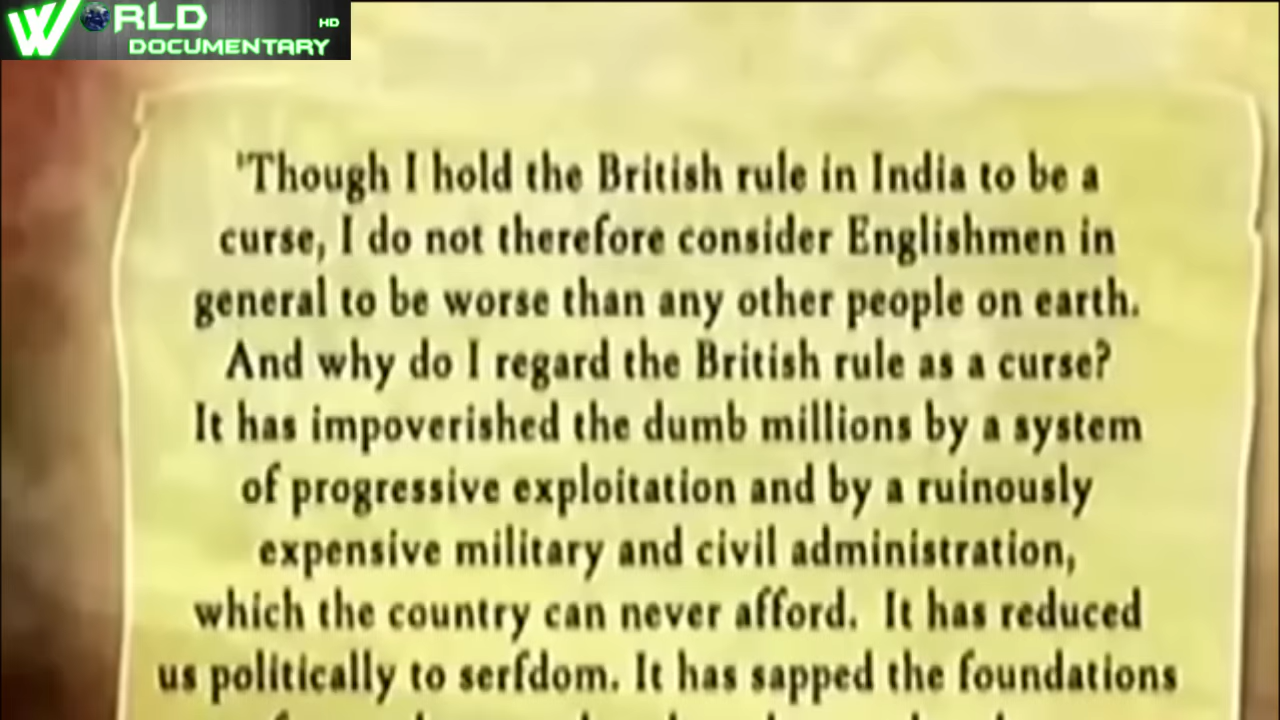 WORLD HD
DOCUMENTARY
'Though I hold the British rule in India to be a
curse, I do not therefore consider Englishmen in
general to be worse than any other people on earth.
And why do I regard the British rule as a curse?
It has impoverished the dumb millions by a system
of progressive exploitation and by a ruinously
expensive military and civil administration,
which the country can never afford. It has reduced
us politically to serfdom. It has sapped the foundations